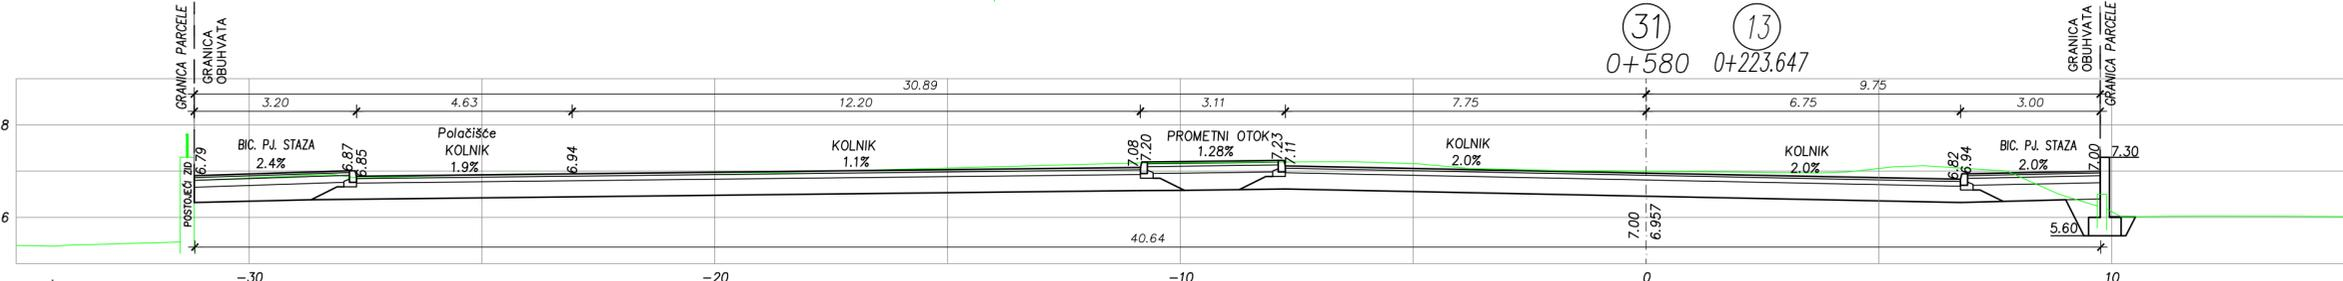 GRANICA PARCELE
GRANICA
OBUHVATA
31
13
0+580
0+223.647
GRANICA
OBUHVATA
GRANICA PARCELE
30.89
9.75
3.20
4.63
12.20
3.11
7.75
6.75
3.00
8
6
POSTOJEĆI ZID
6.79
BIC. PJ. STAZA
2.4%
6.87
6.85
Polačišće
KOLNIK
1.9%
6.94
KOLNIK
1.1%
7.08
7.20
PROMETNI OTOK
1.28%
7.23
7.11
KOLNIK
2.0%
KOLNIK
2.0%
6.82
6.94
BIC. PJ. STAZA
2.0%
7.00
7.30
7.00
6.957
5.60
40.64
-30
-20
-10
0
10